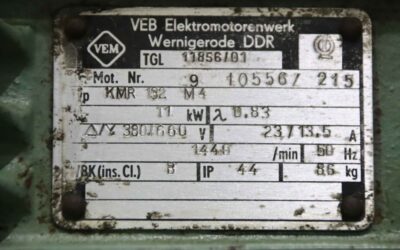 VEB Elektromotorenwerk
VEM Wernigerode DDR
TGL 11856/01
Mot. Nr. 9 10556/ 215
p KMR 132 M4
11 kW λ 0.83
Δ/Y 380/660 V 23/13.5 A
1440 /min 50 Hz
/BK(ins. Cl.) B IP 44 86 kg